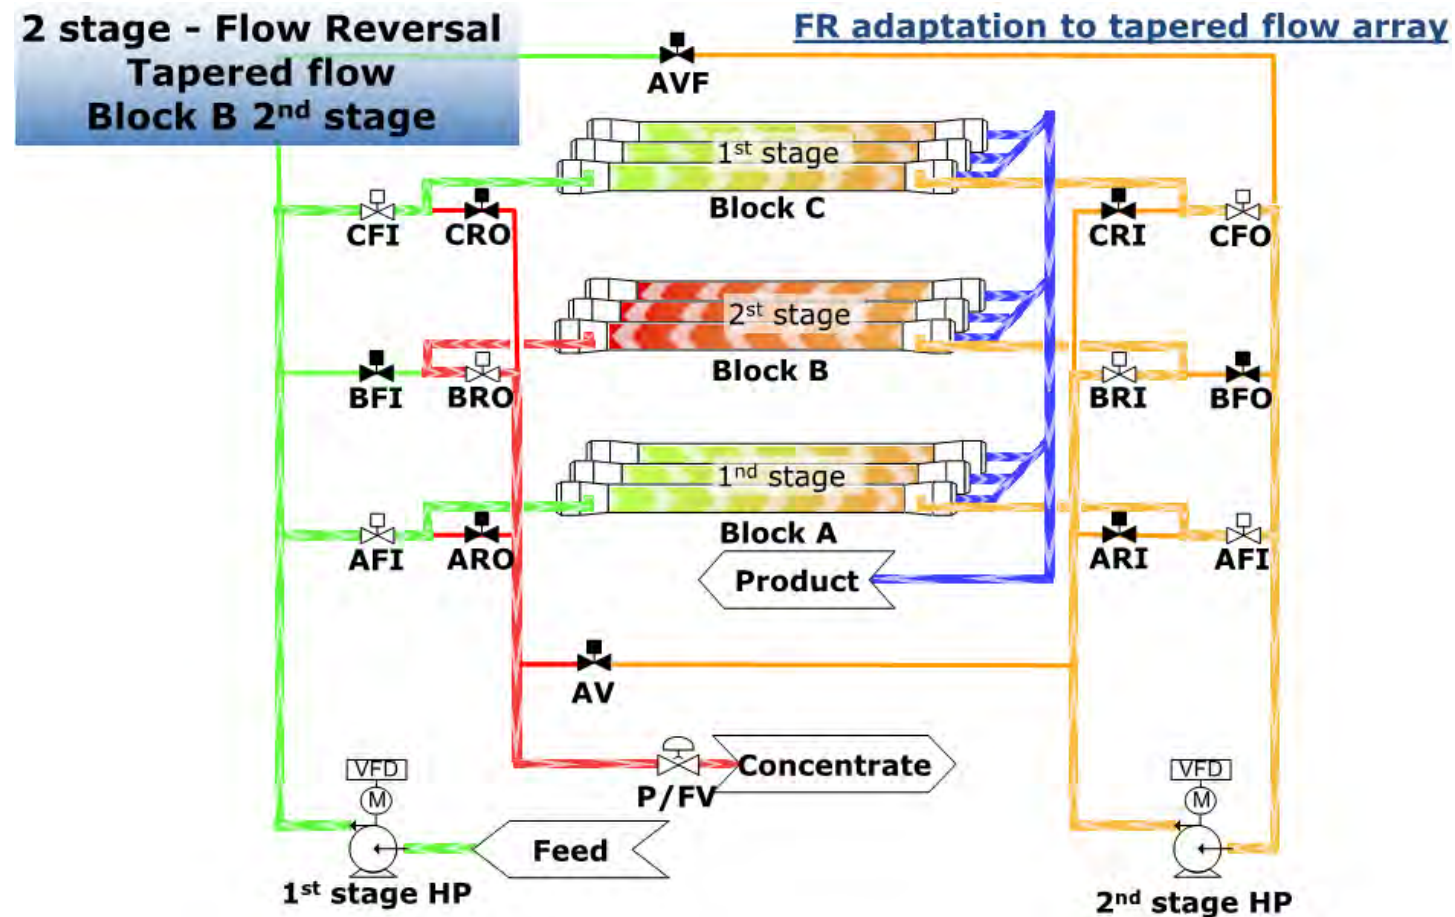 2 stage - Flow Reversal
Tapered flow
Block B 2nd stage
FR adaptation to tapered flow array
AVF
1st stage
Block C
CFI
CRO
CRI
CFO
2st stage
Block B
BFI
BRO
BRI
BFO
1nd stage
Block A
AFI
ARO
ARI
AFI
Product
AV
Concentrate
P/FV
VFD
M
VFD
M
Feed
1st stage HP
2nd stage HP